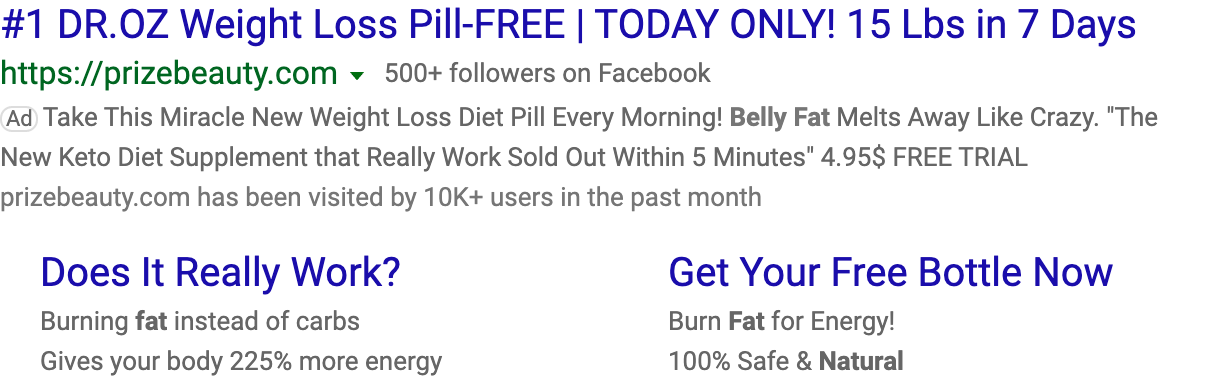 #1 DR.OZ Weight Loss Pill-FREE | TODAY ONLY! 15 Lbs in 7 Days
https://prizebeauty.com 500+ followers on Facebook
Ad Take This Miracle New Weight Loss Diet Pill Every Morning! Belly Fat Melts Away Like Crazy. "The
New Keto Diet Supplement that Really Work Sold Out Within 5 Minutes" 4.95$ FREE TRIAL
prizebeauty.com has been visited by 10K+ users in the past month
Does It Really Work?
Burning fat instead of carbs
Gives your body 225% more energy
Get Your Free Bottle Now
Burn Fat for Energy!
100% Safe & Natural